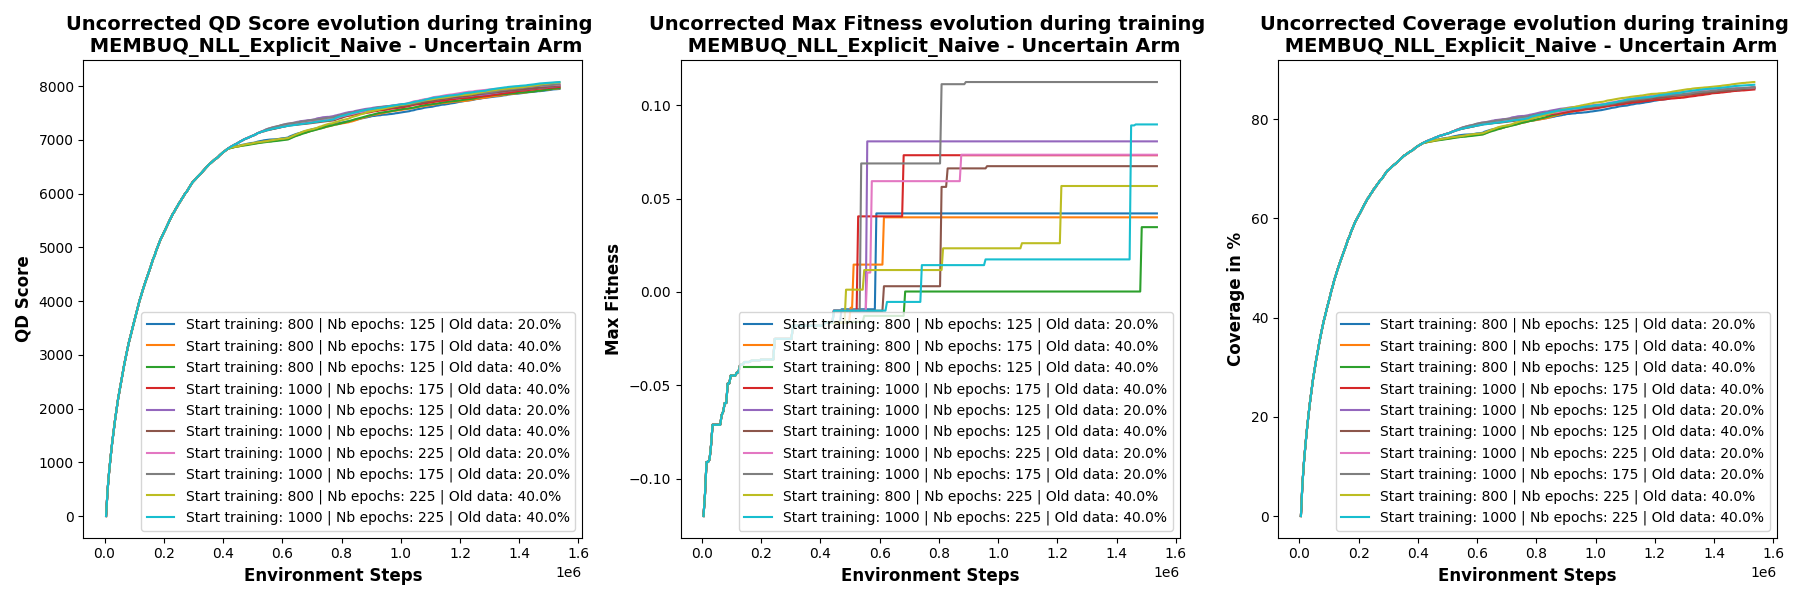 Uncorrected QD Score evolution during training
MEMBUQ_NLL_Explicit_Naive - Uncertain Arm
QD Score
8000
7000
6000
5000
4000
3000
2000
1000
0
Start training: 800 | Nb epochs: 125 | Old data: 20.0%
Start training: 800 | Nb epochs: 175 | Old data: 40.0%
Start training: 800 | Nb epochs: 125 | Old data: 40.0%
Start training: 1000 | Nb epochs: 175 | Old data: 40.0%
Start training: 1000 | Nb epochs: 125 | Old data: 20.0%
Start training: 1000 | Nb epochs: 125 | Old data: 40.0%
Start training: 1000 | Nb epochs: 225 | Old data: 20.0%
Start training: 1000 | Nb epochs: 175 | Old data: 20.0%
Start training: 800 | Nb epochs: 225 | Old data: 40.0%
Start training: 1000 | Nb epochs: 225 | Old data: 40.0%
0.0 0.2 0.4 0.6 0.8 1.0 1.2 1.4 1.6
1e6
Environment Steps
Uncorrected Max Fitness evolution during training
MEMBUQ_NLL_Explicit_Naive - Uncertain Arm
Max Fitness
0.10
0.05
0.00
−0.05
−0.10
Start training: 800 | Nb epochs: 125 | Old data: 20.0%
Start training: 800 | Nb epochs: 175 | Old data: 40.0%
Start training: 800 | Nb epochs: 125 | Old data: 40.0%
Start training: 1000 | Nb epochs: 175 | Old data: 40.0%
Start training: 1000 | Nb epochs: 125 | Old data: 20.0%
Start training: 1000 | Nb epochs: 125 | Old data: 40.0%
Start training: 1000 | Nb epochs: 225 | Old data: 20.0%
Start training: 1000 | Nb epochs: 175 | Old data: 20.0%
Start training: 800 | Nb epochs: 225 | Old data: 40.0%
Start training: 1000 | Nb epochs: 225 | Old data: 40.0%
0.0 0.2 0.4 0.6 0.8 1.0 1.2 1.4 1.6
1e6
Environment Steps
Uncorrected Coverage evolution during training
MEMBUQ_NLL_Explicit_Naive - Uncertain Arm
Coverage in %
80
60
40
20
0
Start training: 800 | Nb epochs: 125 | Old data: 20.0%
Start training: 800 | Nb epochs: 175 | Old data: 40.0%
Start training: 800 | Nb epochs: 125 | Old data: 40.0%
Start training: 1000 | Nb epochs: 175 | Old data: 40.0%
Start training: 1000 | Nb epochs: 125 | Old data: 20.0%
Start training: 1000 | Nb epochs: 125 | Old data: 40.0%
Start training: 1000 | Nb epochs: 225 | Old data: 20.0%
Start training: 1000 | Nb epochs: 175 | Old data: 20.0%
Start training: 800 | Nb epochs: 225 | Old data: 40.0%
Start training: 1000 | Nb epochs: 225 | Old data: 40.0%
0.0 0.2 0.4 0.6 0.8 1.0 1.2 1.4 1.6
1e6
Environment Steps